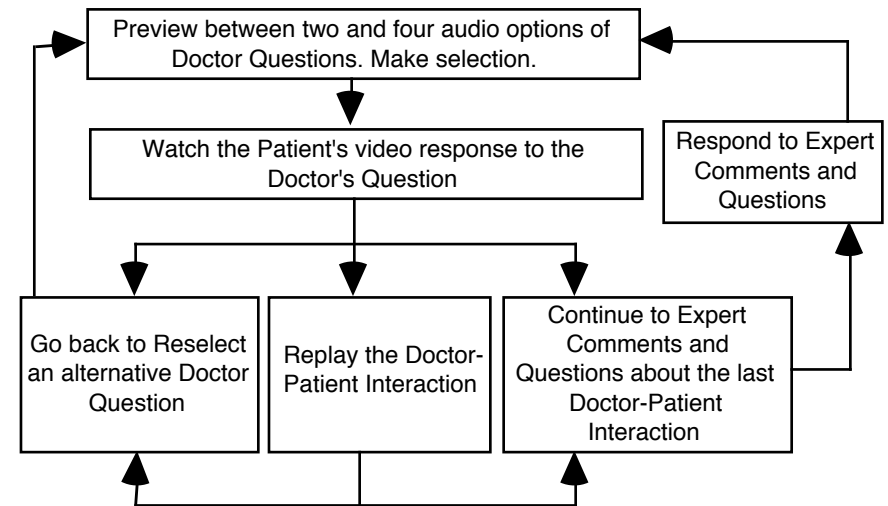 Preview between two and four audio options of
Doctor Questions. Make selection.
Watch the Patient's video response to the
Doctor's Question
Respond to Expert
Comments and
Questions
Go back to Reselect
an alternative Doctor
Question
Replay the Doctor-
Patient Interaction
Continue to Expert
Comments and
Questions about the last
Doctor-Patient
Interaction